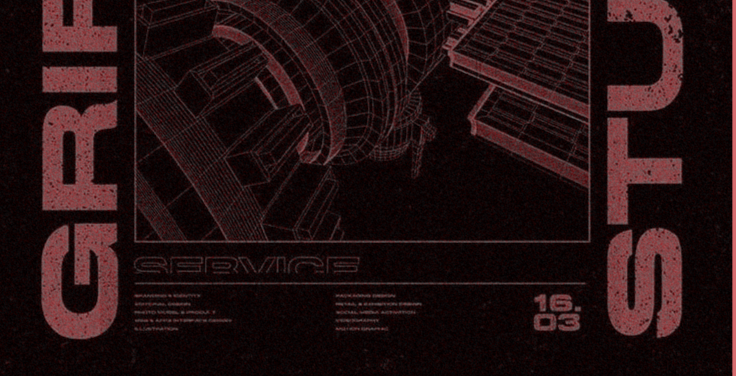 GRIF
STU
SERVICE
BRANDING & IDENTITY
EDITORIAL DESIGN
PHOTO MODEL & PRODUCT
WEB & APPS INTERFACE DESIGN
ILLUSTRATION
PACKAGING DESIGN
RETAIL & EXHIBITION DESIGN
SOCIAL MEDIA ACTIVATION
VIDEOGRAPHY
MOTION GRAPHIC
16.
03